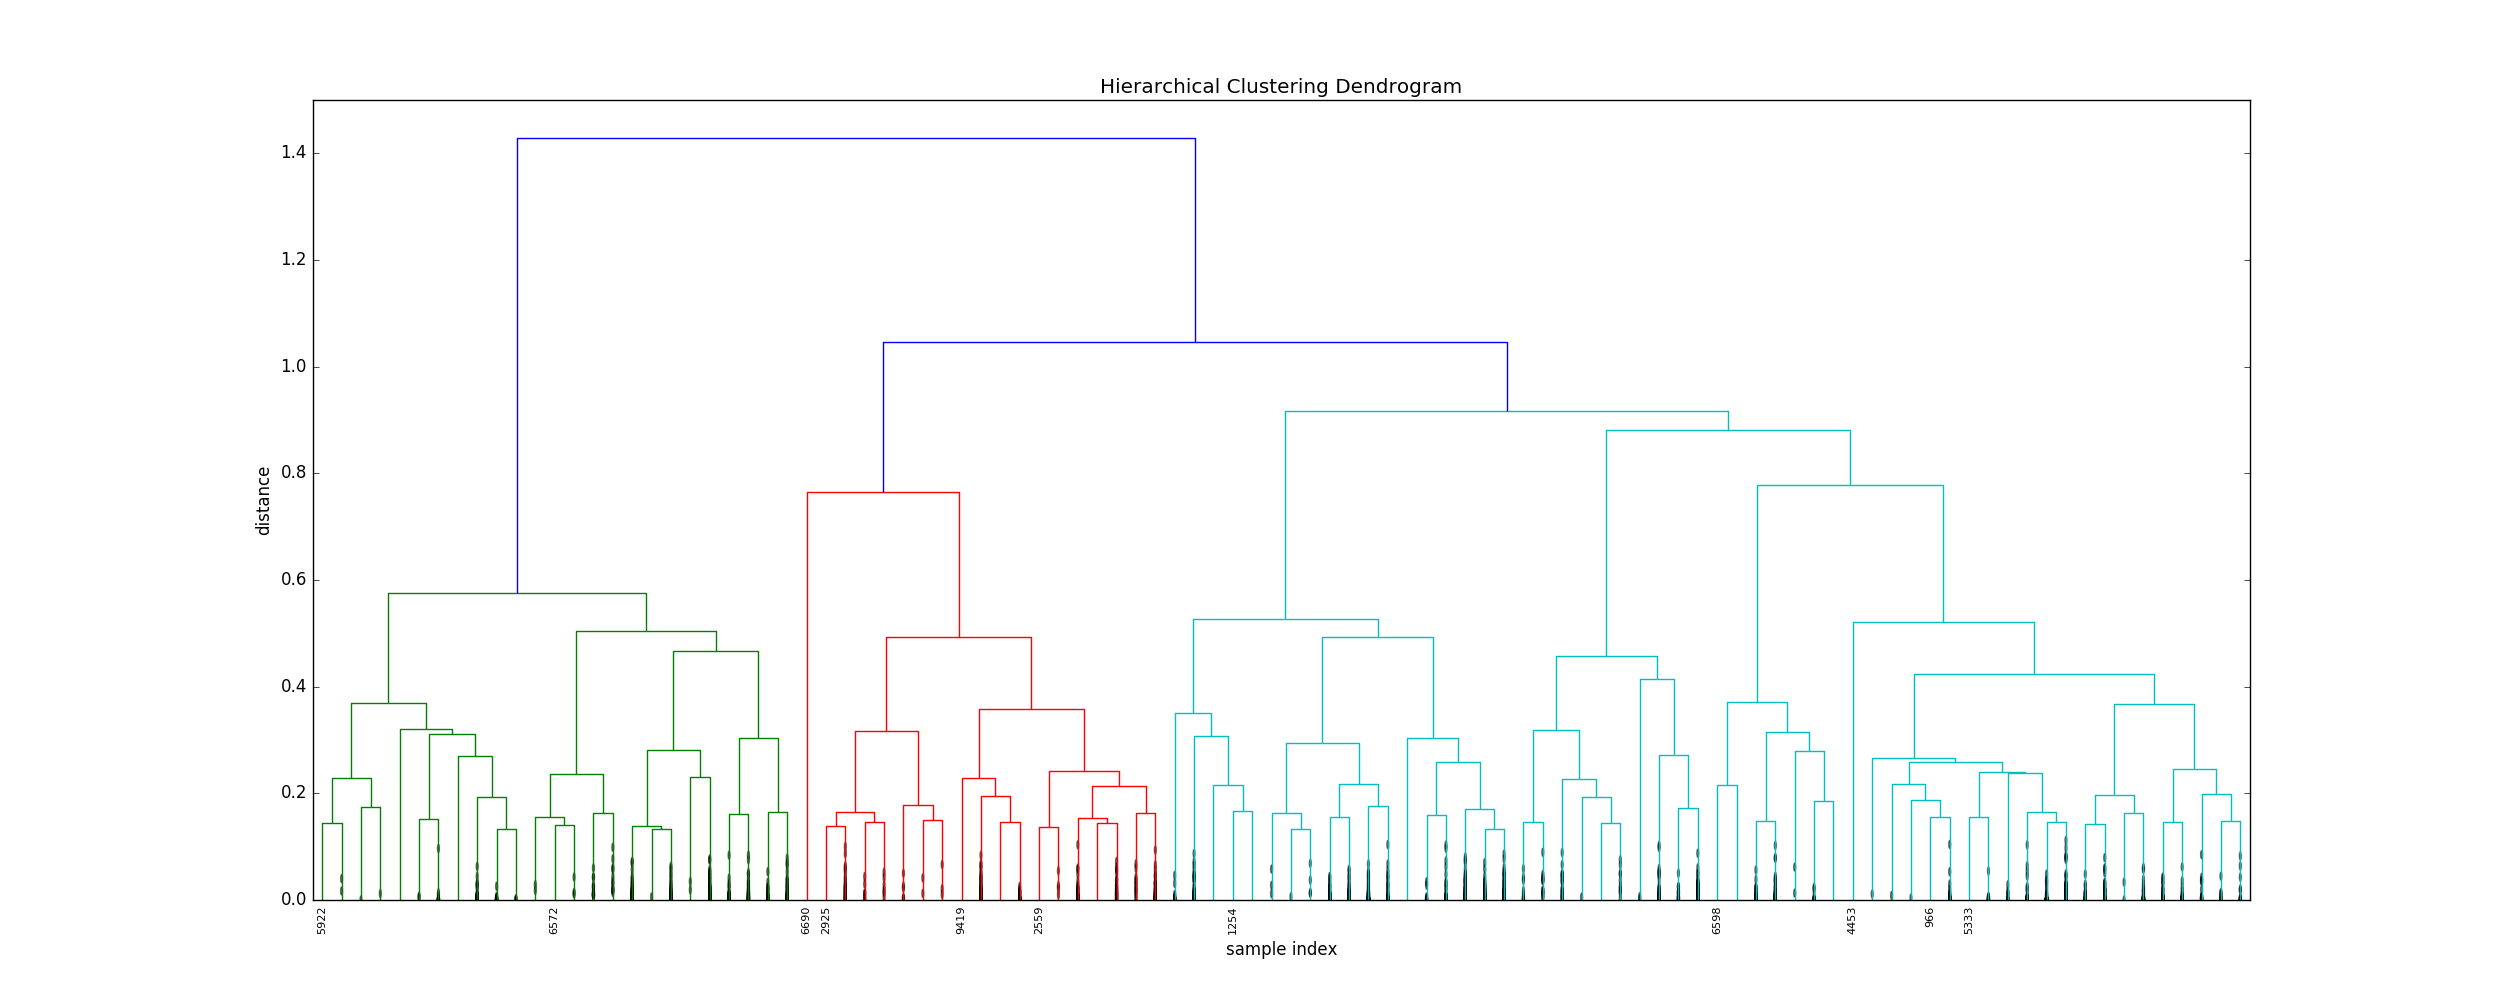 Hierarchical Clustering Dendrogram
1.4
1.2
1.0
0.8
0.6
0.4
0.2
0.0
distance
5922 6572 6690 2925 9419 2559 1254 6598 4453 966 5333
sample index